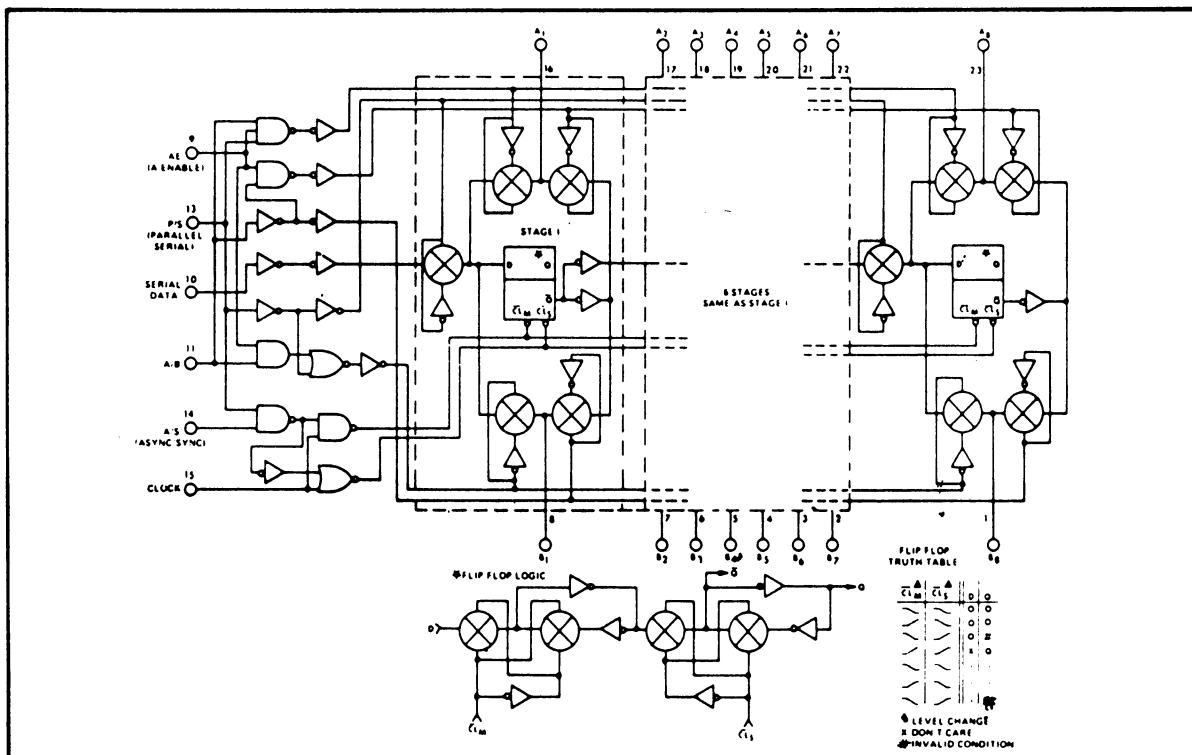 A1
A2 A3 A4 A5 A6 A7
A8
16
17 18 19 20 21 22
23
9
AE
(A ENABLE)
13
P/S
(PARALLEL
SERIAL)
10
SERIAL
DATA
11
A/B
14
A/S
(ASYNC SYNC)
15
CLOCK
STAGE 1
D Q
Q̅
C̅L̅M C̅L̅S
6 STAGES
SAME AS STAGE 1
D Q
Q̅
C̅L̅M C̅L̅S
8
7 6 5 4 3 2
1
B1
B2 B3 B4 B5 B6 B7
B8
FLIP FLOP LOGIC
Q̅
Q
D
C̅L̅M
C̅L̅S
FLIP FLOP
TRUTH TABLE
C̅L̅M C̅L̅S D Q
O O
O O
O
X O
LEVEL CHANGE
X DON'T CARE
INVALID CONDITION